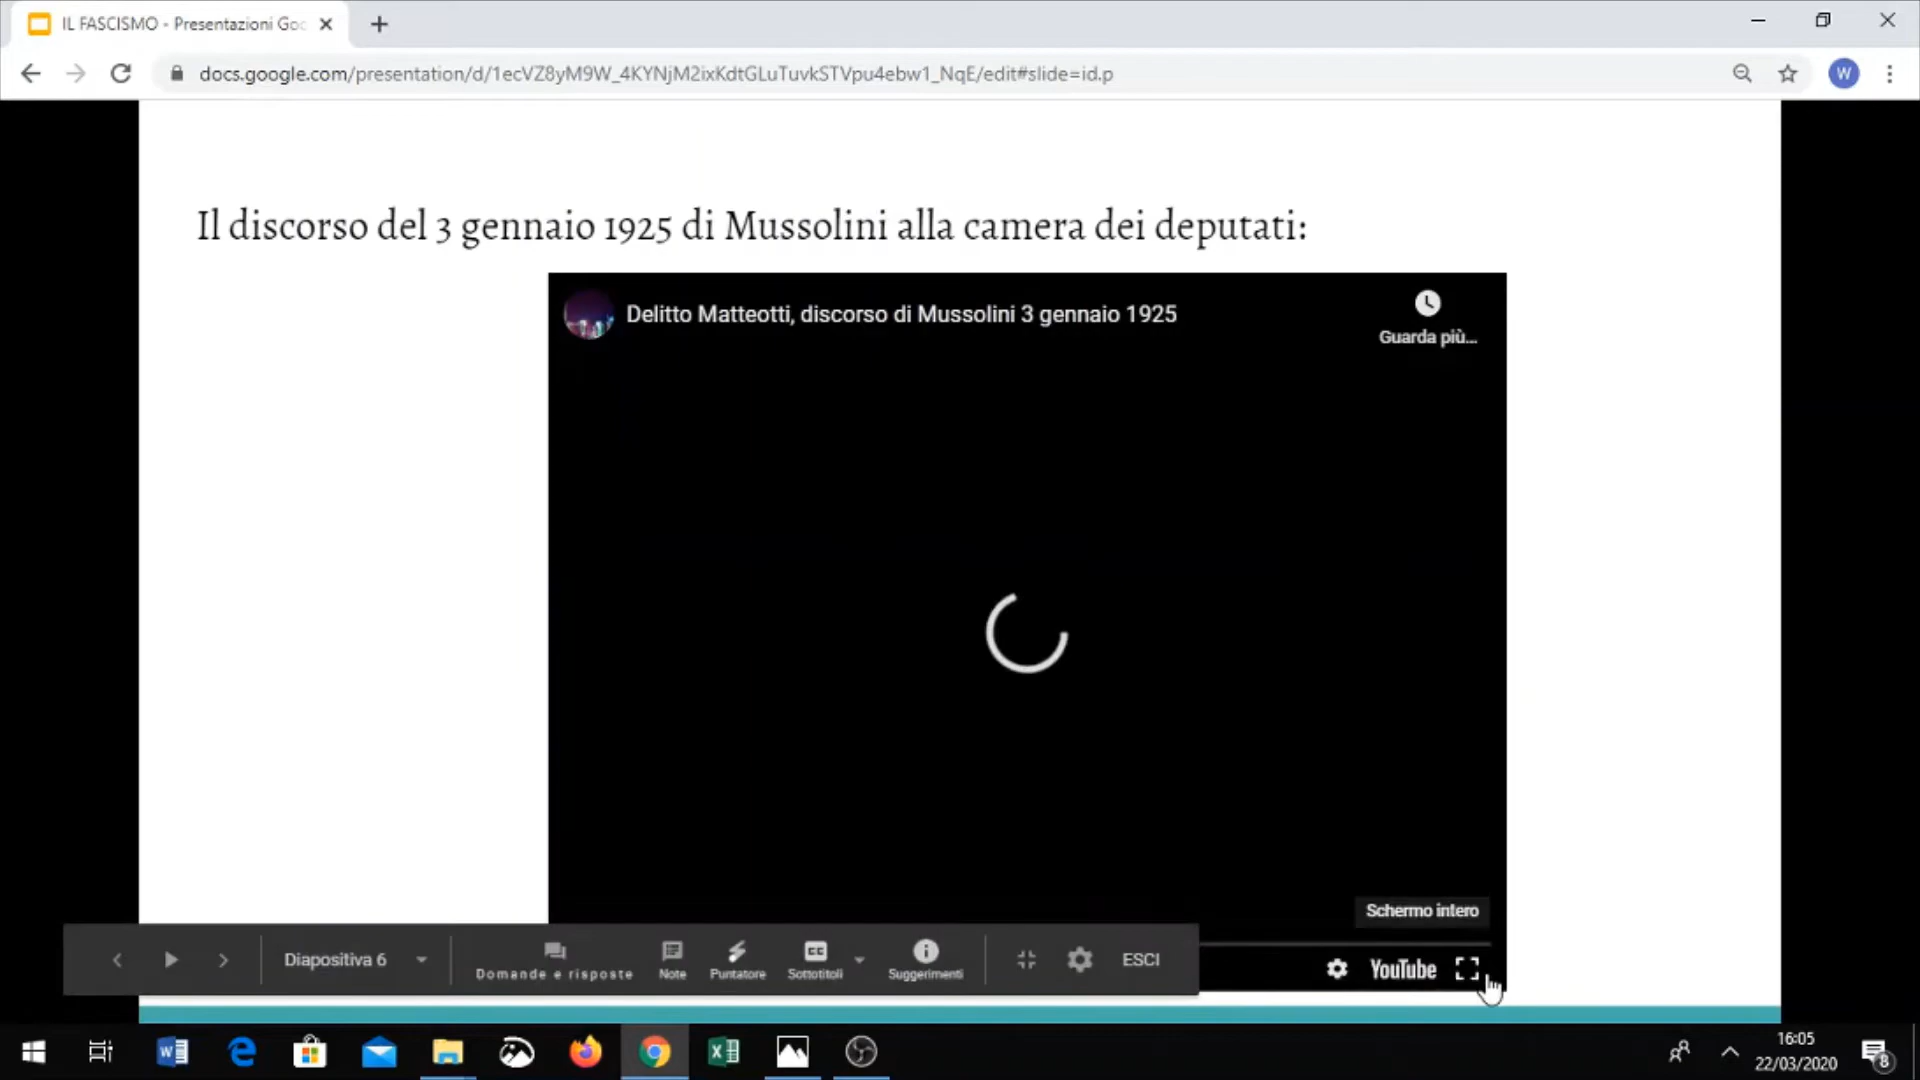 IL FASCISMO - Presentazioni Goo
docs.google.com/presentation/d/1ecVZ8yM9W_4KYNjM2ixKdtGLuTuvkSTVpu4ebw1_NqE/edit#slide=id.p
W
Il discorso del 3 gennaio 1925 di Mussolini alla camera dei deputati:
Delitto Matteotti, discorso di Mussolini 3 gennaio 1925
Guarda più...
Schermo intero
Diapositiva 6
Domande e risposte
Note
Puntatore
CC
Sottotitoli
Suggerimenti
ESCI
YouTube
16:05
22/03/2020
8